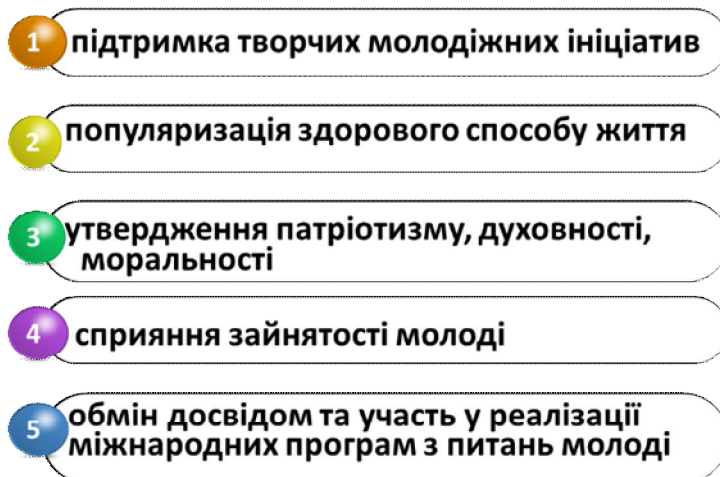 1 підтримка творчих молодіжних ініціатив
2 популяризація здорового способу життя
3 утвердження патріотизму, духовності,
моральності
4 сприяння зайнятості молоді
5 обмін досвідом та участь у реалізації
міжнародних програм з питань молоді